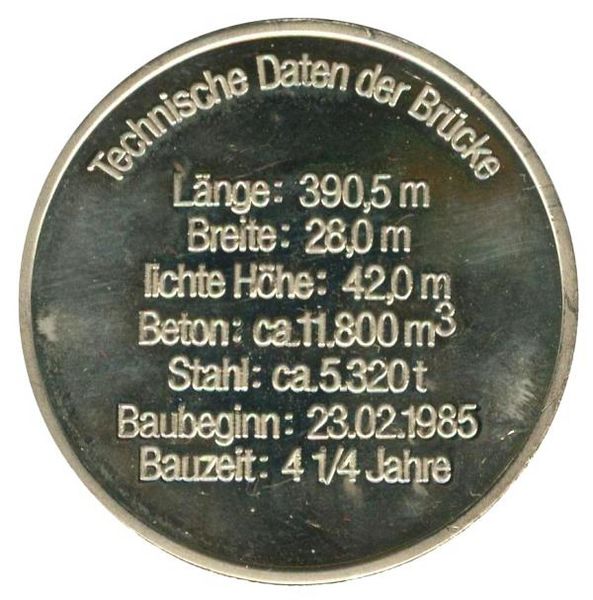 Technische Daten der Brücke
Länge: 390,5 m
Breite: 28,0 m
lichte Höhe: 42,0 m
Beton: ca.11.800 m³
Stahl: ca.5.320 t
Baubeginn: 23.02.1985
Bauzeit: 4 1/4 Jahre